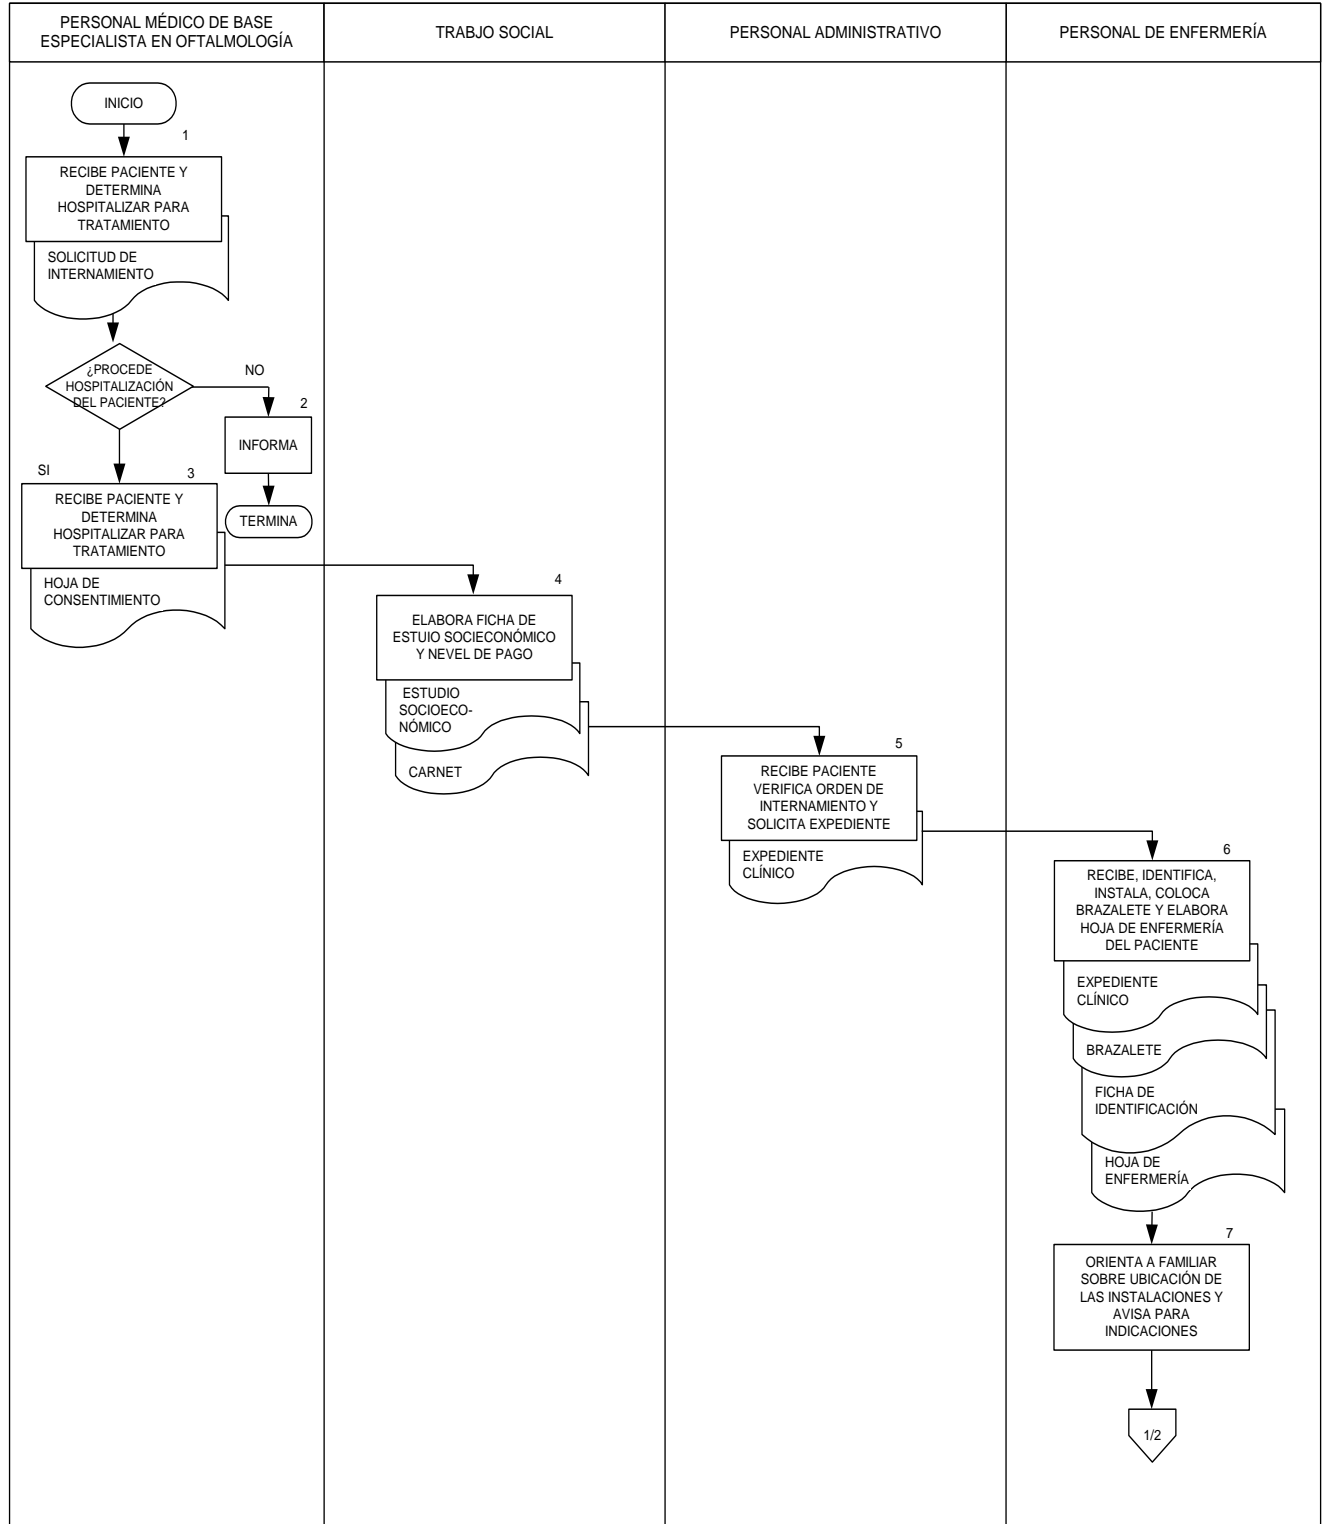 PERSONAL MÉDICO DE BASE
ESPECIALISTA EN OFTALMOLOGÍA
TRABJO SOCIAL
PERSONAL ADMINISTRATIVO
PERSONAL DE ENFERMERÍA
INICIO
1
RECIBE PACIENTE Y
DETERMINA
HOSPITALIZAR PARA
TRATAMIENTO
SOLICITUD DE
INTERNAMIENTO
¿PROCEDE
HOSPITALIZACIÓN
DEL PACIENTE?
NO
2
INFORMA
TERMINA
SI
3
RECIBE PACIENTE Y
DETERMINA
HOSPITALIZAR PARA
TRATAMIENTO
HOJA DE
CONSENTIMIENTO
4
ELABORA FICHA DE
ESTUIO SOCIECONÓMICO
Y NEVEL DE PAGO
ESTUDIO
SOCIOECO-
NÓMICO
CARNET
5
RECIBE PACIENTE
VERIFICA ORDEN DE
INTERNAMIENTO Y
SOLICITA EXPEDIENTE
EXPEDIENTE
CLÍNICO
6
RECIBE, IDENTIFICA,
INSTALA, COLOCA
BRAZALETE Y ELABORA
HOJA DE ENFERMERÍA
DEL PACIENTE
EXPEDIENTE
CLÍNICO
BRAZALETE
FICHA DE
IDENTIFICACIÓN
HOJA DE
ENFERMERÍA
7
ORIENTA A FAMILIAR
SOBRE UBICACIÓN DE
LAS INSTALACIONES Y
AVISA PARA
INDICACIONES
1/2